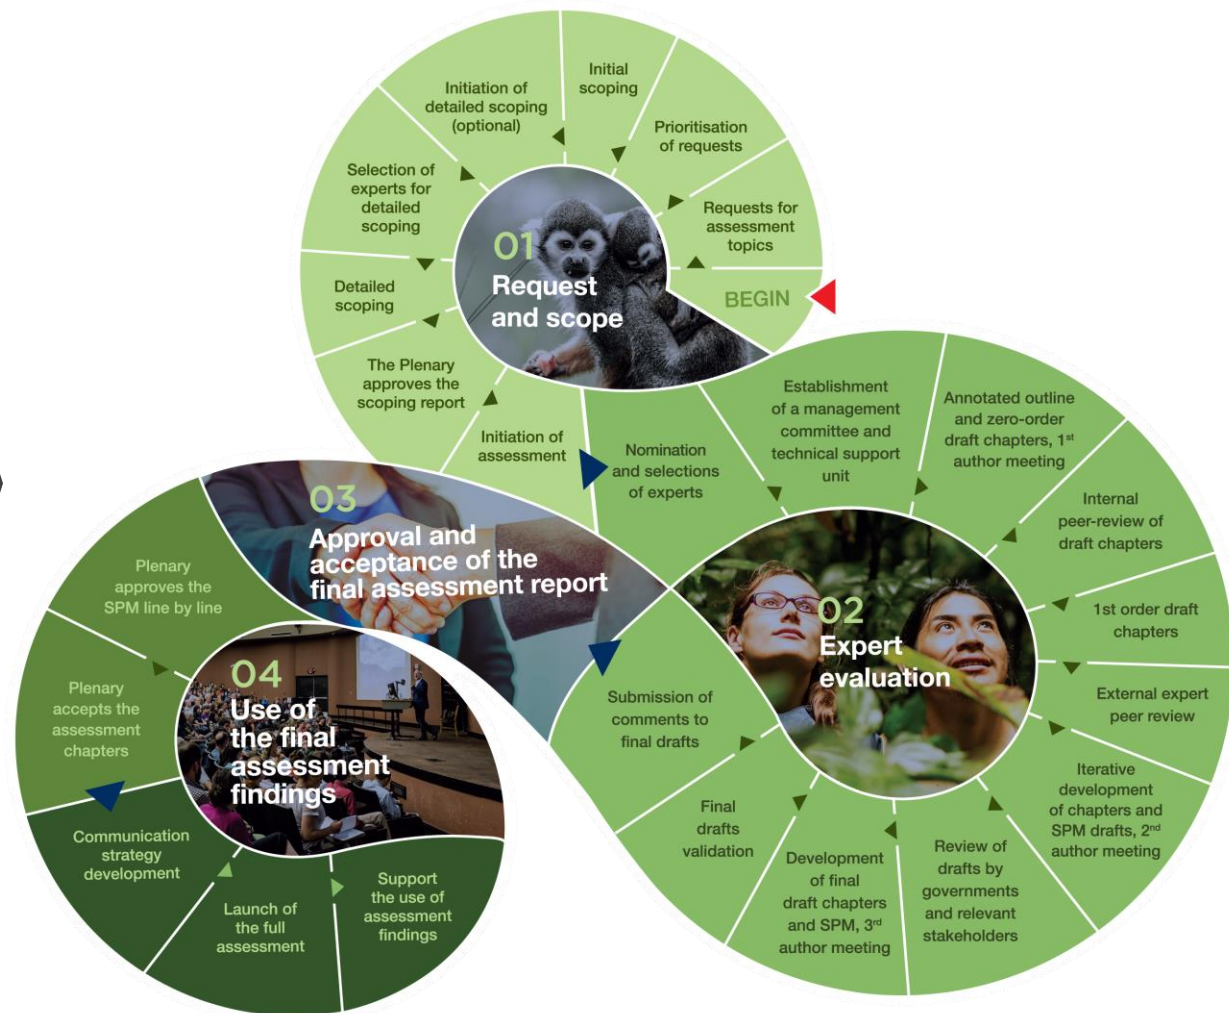 BEGIN
Requests for
assessment
topics
Prioritisation
of requests
Initial
scoping
Initiation of
detailed scoping
(optional)
Selection of
experts for
detailed
scoping
Detailed
scoping
The Plenary
approves the
scoping report
Initiation of
assessment
01
Request
and scope
Nomination
and selections
of experts
Establishment
of a management
committee and
technical support
unit
Annotated outline
and zero-order
draft chapters, 1st
author meeting
Internal
peer-review of
draft chapters
1st order draft
chapters
External expert
peer review
Iterative
development
of chapters and
SPM drafts, 2nd
author meeting
Review of
drafts by
governments
and relevant
stakeholders
Development
of final
draft chapters
and SPM, 3rd
author meeting
Final
drafts
validation
Submission of
comments to
final drafts
02
Expert
evaluation
03
Approval and
acceptance of the
final assessment report
Plenary
approves the
SPM line by line
Plenary
accepts the
assessment
chapters
04
Use of
the final
assessment
findings
Communication
strategy
development
Launch of
the full
assessment
Support
the use of
assessment
findings